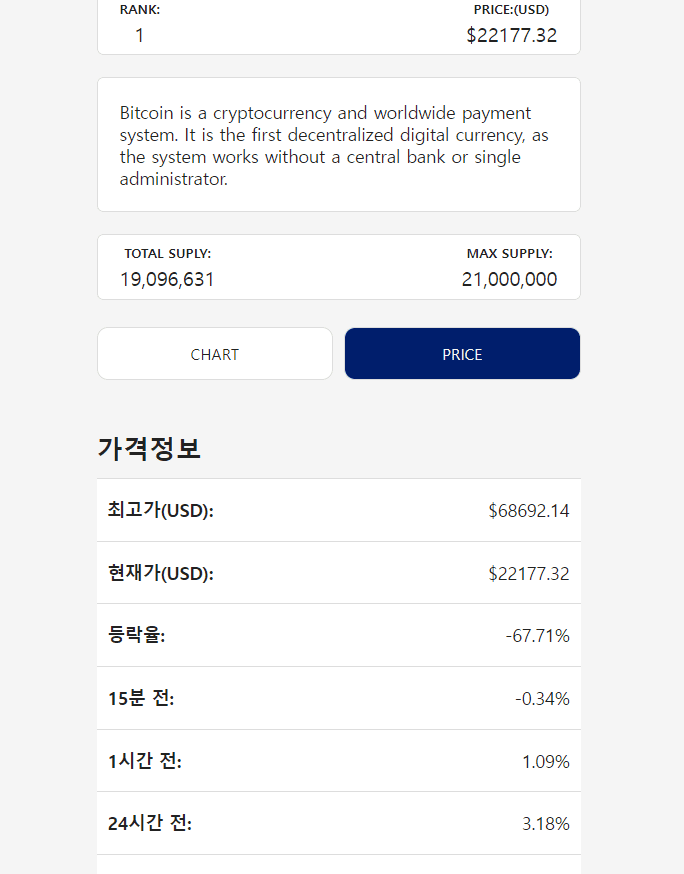 RANK: PRICE:(USD)
1 $22177.32
Bitcoin is a cryptocurrency and worldwide payment
system. It is the first decentralized digital currency, as
the system works without a central bank or single
administrator.
TOTAL SUPLY: MAX SUPPLY:
19,096,631 21,000,000
CHART PRICE
가격정보
최고가(USD): $68692.14
현재가(USD): $22177.32
등락율: -67.71%
15분 전: -0.34%
1시간 전: 1.09%
24시간 전: 3.18%